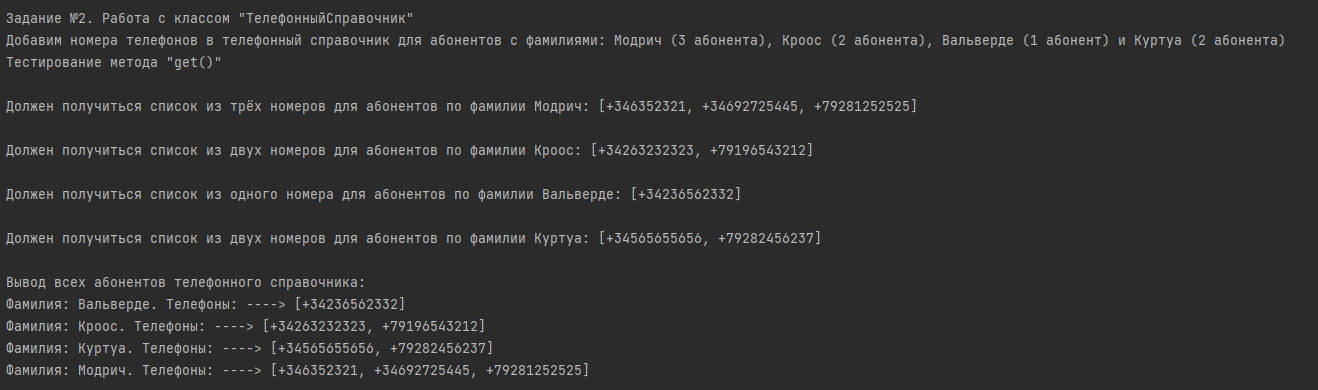 Задание №2. Работа с классом "ТелефонныйСправочник"
Добавим номера телефонов в телефонный справочник для абонентов с фамилиями: Модрич (3 абонента), Кроос (2 абонента), Вальверде (1 абонент) и Куртуа (2 абонента)
Тестирование метода "get()"
Должен получиться список из трёх номеров для абонентов по фамилии Модрич: [+346352321, +34692725445, +79281252525]
Должен получиться список из двух номеров для абонентов по фамилии Кроос: [+34263232323, +79196543212]
Должен получиться список из одного номера для абонентов по фамилии Вальверде: [+34236562332]
Должен получиться список из двух номеров для абонентов по фамилии Куртуа: [+34565655656, +79282456237]
Вывод всех абонентов телефонного справочника:
Фамилия: Вальверде. Телефоны: ----> [+34236562332]
Фамилия: Кроос. Телефоны: ----> [+34263232323, +79196543212]
Фамилия: Куртуа. Телефоны: ----> [+34565655656, +79282456237]
Фамилия: Модрич. Телефоны: ----> [+346352321, +34692725445, +79281252525]